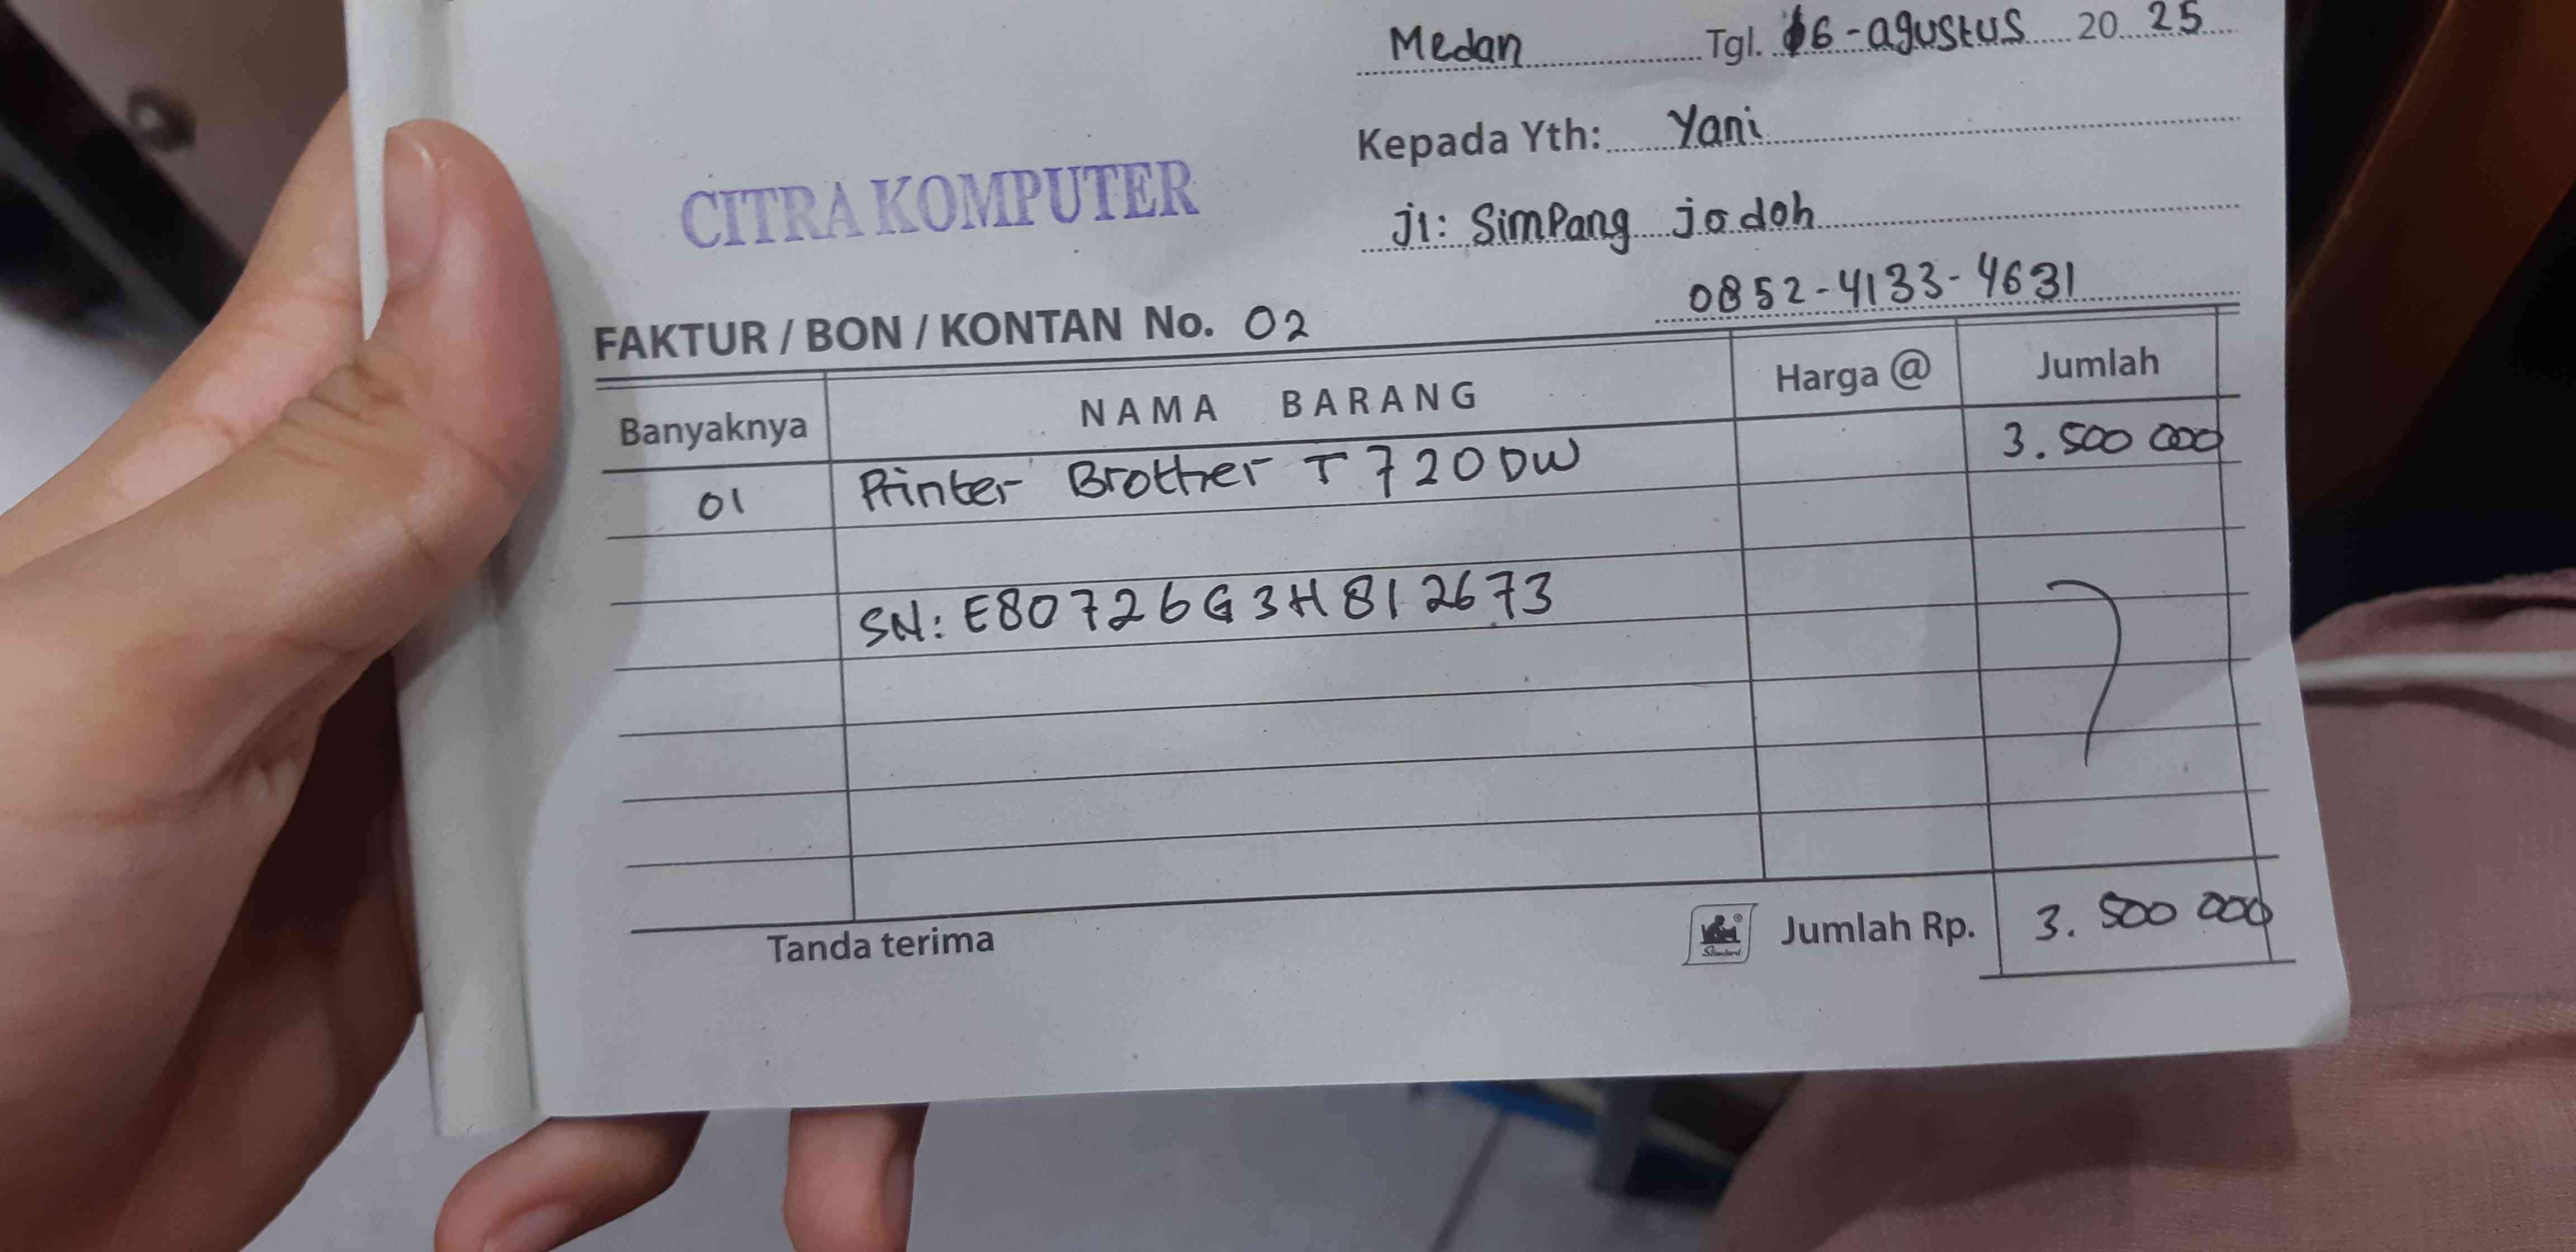 Medan Tgl. 16-agustus 20 25
Kepada Yth: Yani
CITRA KOMPUTER
Jl: Simpang jodoh
0852-4133-4631
FAKTUR / BON / KONTAN No. 02
Banyaknya NAMA BARANG Harga @ Jumlah
01 Printer Brother T720DW 3.500 000
SN: E80726G3H812673
Tanda terima Standard Jumlah Rp. 3.500 000